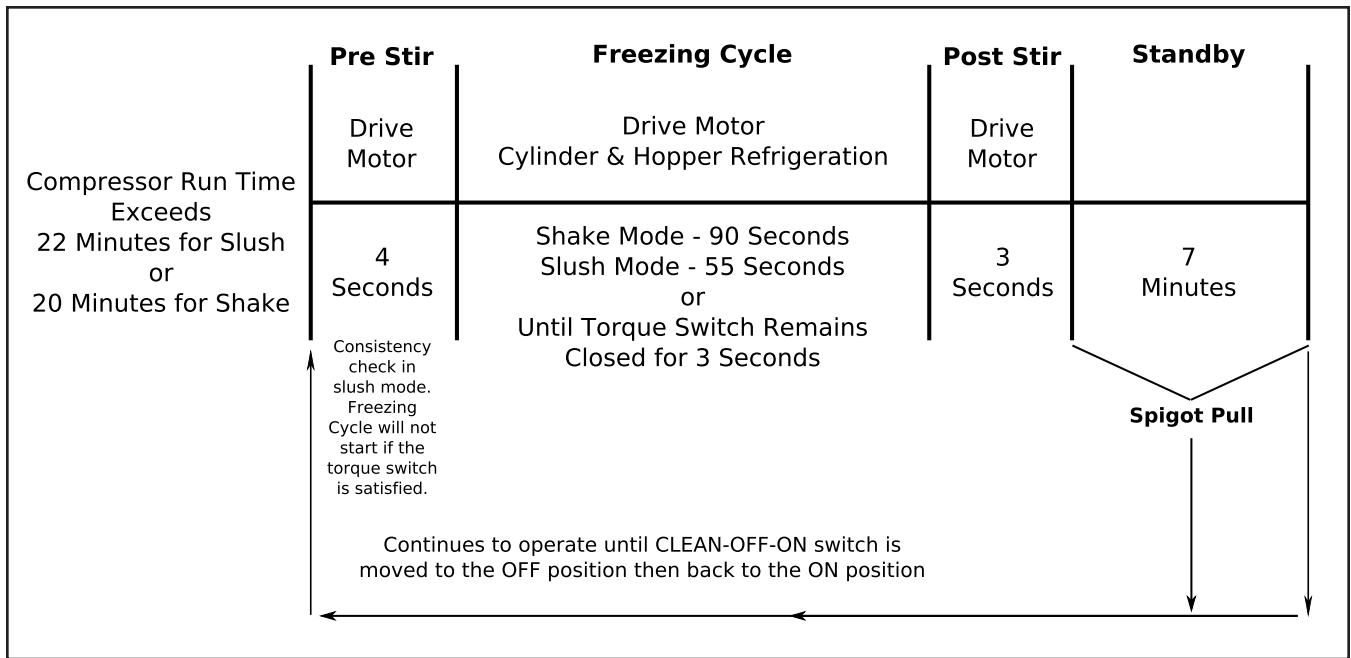 Pre Stir
Freezing Cycle
Post Stir
Standby
Drive
Motor
Drive Motor
Cylinder & Hopper Refrigeration
Drive
Motor
Compressor Run Time
Exceeds
22 Minutes for Slush
or
20 Minutes for Shake
4
Seconds
Shake Mode - 90 Seconds
Slush Mode - 55 Seconds
or
Until Torque Switch Remains
Closed for 3 Seconds
3
Seconds
7
Minutes
Consistency
check in
slush mode.
Freezing
Cycle will not
start if the
torque switch
is satisfied.
Spigot Pull
Continues to operate until CLEAN-OFF-ON switch is
moved to the OFF position then back to the ON position